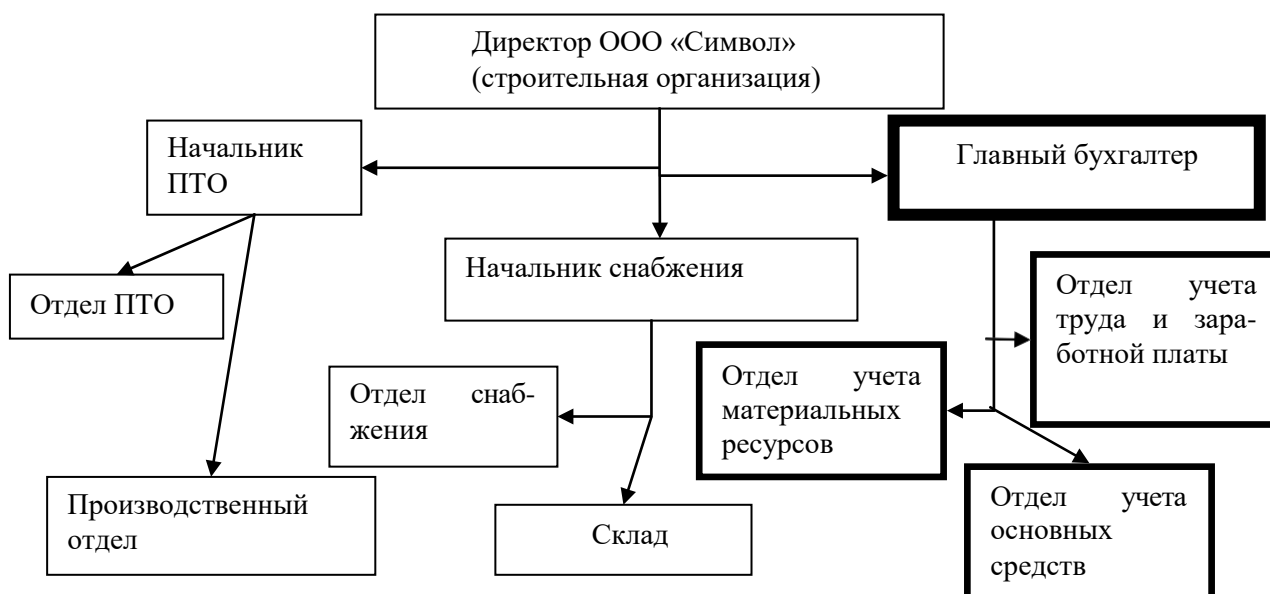 Директор ООО «Символ»
(строительная организация)
Начальник
ПТО
Главный бухгалтер
Начальник снабжения
Отдел ПТО
Отдел учета
труда и зара-
ботной платы
Отдел снаб-
жения
Отдел учета
материальных
ресурсов
Производственный
отдел
Склад
Отдел учета
основных
средств